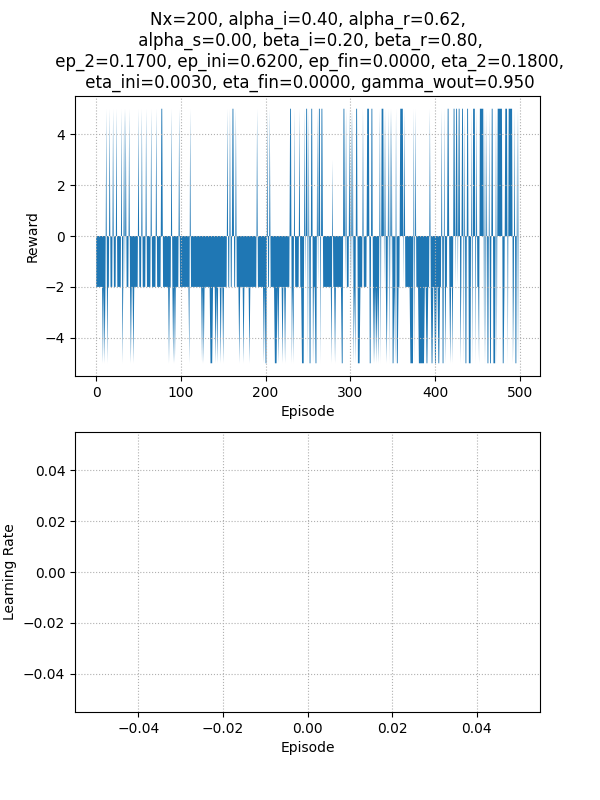 Nx=200, alpha_i=0.40, alpha_r=0.62,
alpha_s=0.00, beta_i=0.20, beta_r=0.80,
ep_2=0.1700, ep_ini=0.6200, ep_fin=0.0000, eta_2=0.1800,
eta_ini=0.0030, eta_fin=0.0000, gamma_wout=0.950
4
2
0
−2
−4
Reward
0
100
200
300
400
500
Episode
0.04
0.02
0.00
−0.02
−0.04
Learning Rate
−0.04
−0.02
0.00
0.02
0.04
Episode